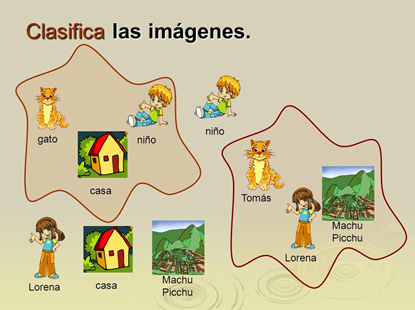 Clasifica las imágenes.
gato
niño
niño
casa
Tomás
Machu
Picchu
Lorena
Lorena
casa
Machu
Picchu